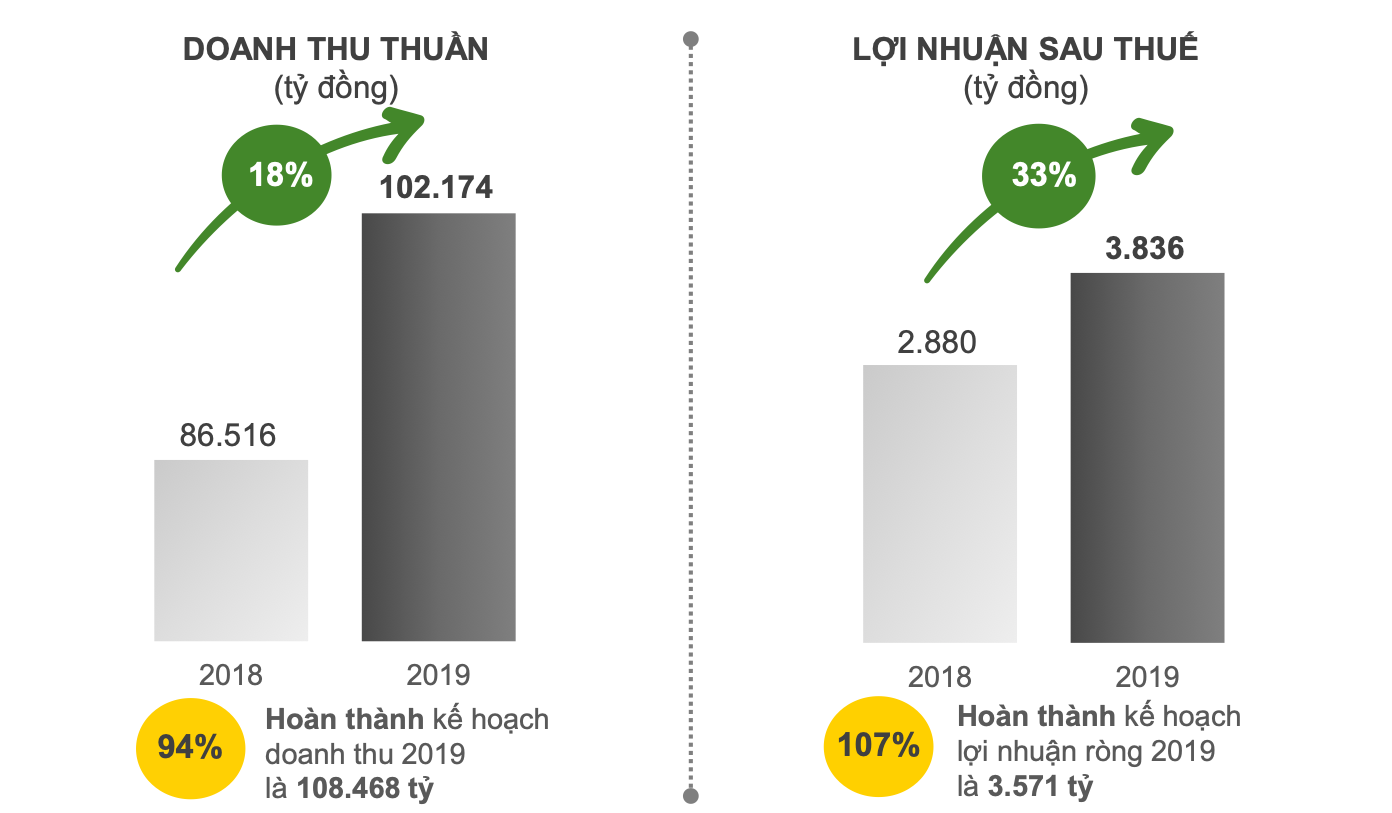 DOANH THU THUẦN
(tỷ đồng)
18%
102.174
86.516
2018
2019
94%
Hoàn thành kế hoạch
doanh thu 2019
là 108.468 tỷ
LỢI NHUẬN SAU THUẾ
(tỷ đồng)
33%
3.836
2.880
2018
2019
107%
Hoàn thành kế hoạch
lợi nhuận ròng 2019
là 3.571 tỷ